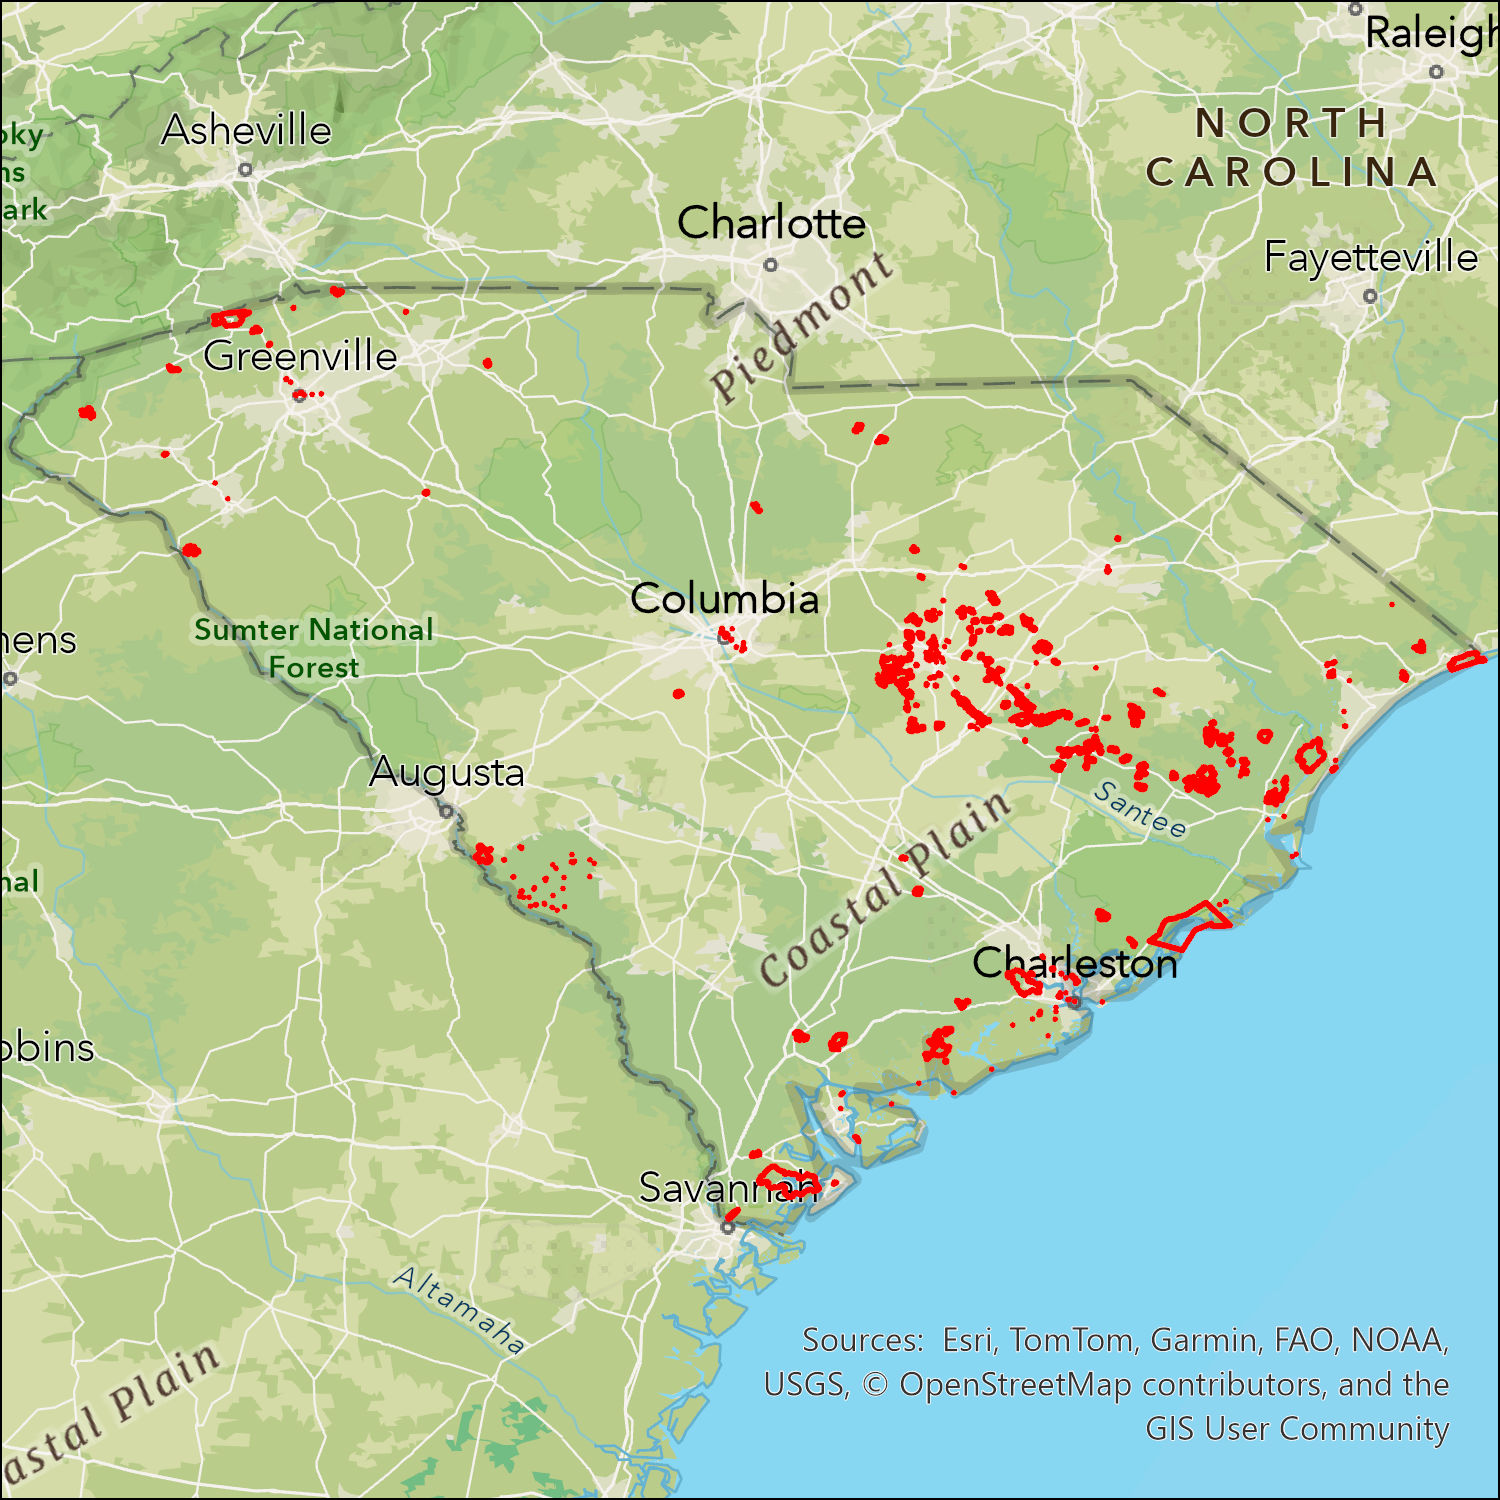 Raleigh
NORTH
CAROLINA
Asheville
oky
ns
ark
Charlotte
Fayetteville
Piedmont
Greenville
Columbia
Sumter National
Forest
hens
Augusta
Santee
Coastal Plain
nal
Charleston
obins
Savannah
Altamaha
oastal Plain
Sources: Esri, TomTom, Garmin, FAO, NOAA,
USGS, © OpenStreetMap contributors, and the
GIS User Community